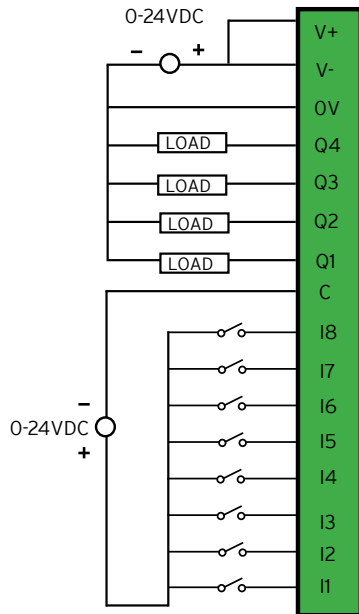 0-24VDC
V+
− +
V-
0V
LOAD Q4
LOAD Q3
LOAD Q2
LOAD Q1
C
I8
I7
−
I6
0-24VDC
I5
+
I4
I3
I2
I1